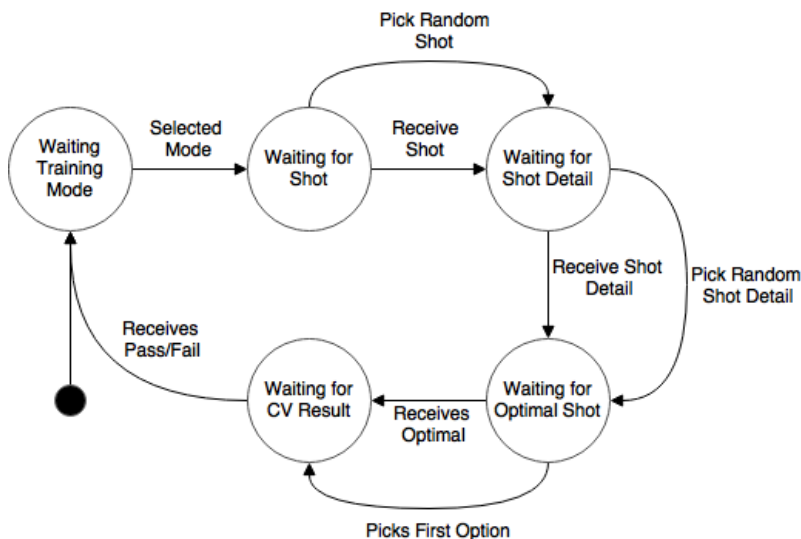 Pick Random
Shot
Waiting
Training
Mode
Selected
Mode
Waiting for
Shot
Receive
Shot
Waiting for
Shot Detail
Receive Shot
Detail
Pick Random
Shot Detail
Receives
Pass/Fail
Waiting for
CV Result
Receives
Optimal
Waiting for
Optimal Shot
Picks First Option